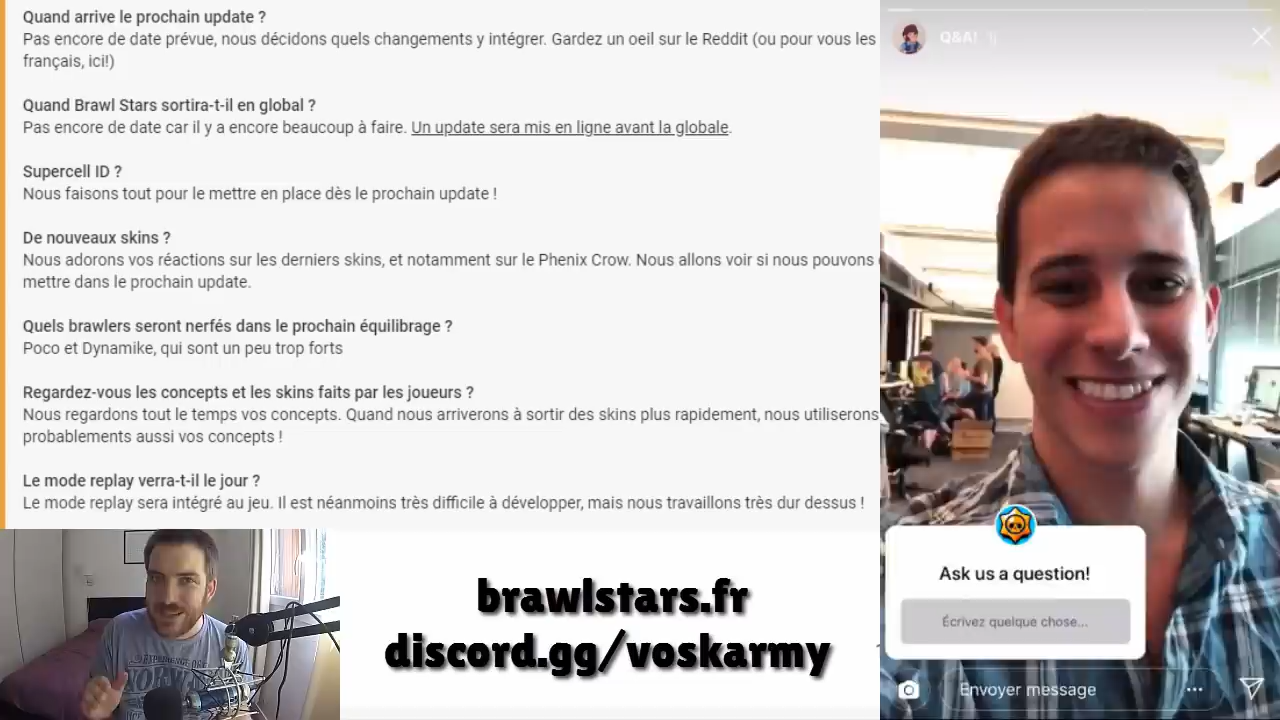 Quand arrive le prochain update ?
Pas encore de date prévue, nous décidons quels changements y intégrer. Gardez un oeil sur le Reddit (ou pour vous les
français, ici!)
Quand Brawl Stars sortira-t-il en global ?
Pas encore de date car il y a encore beaucoup à faire. Un update sera mis en ligne avant la globale.
Supercell ID ?
Nous faisons tout pour le mettre en place dès le prochain update !
De nouveaux skins ?
Nous adorons vos réactions sur les derniers skins, et notamment sur le Phenix Crow. Nous allons voir si nous pouvons
mettre dans le prochain update.
Quels brawlers seront nerfés dans le prochain équilibrage ?
Poco et Dynamike, qui sont un peu trop forts
Regardez-vous les concepts et les skins faits par les joueurs ?
Nous regardons tout le temps vos concepts. Quand nous arriverons à sortir des skins plus rapidement, nous utiliserons
probablements aussi vos concepts !
Le mode replay verra-t-il le jour ?
Le mode replay sera intégré au jeu. Il est néanmoins très difficile à développer, mais nous travaillons très dur dessus !
brawlstars.fr
discord.gg/voskarmy
Q&A!
Ask us a question!
Écrivez quelque chose...
Envoyer message